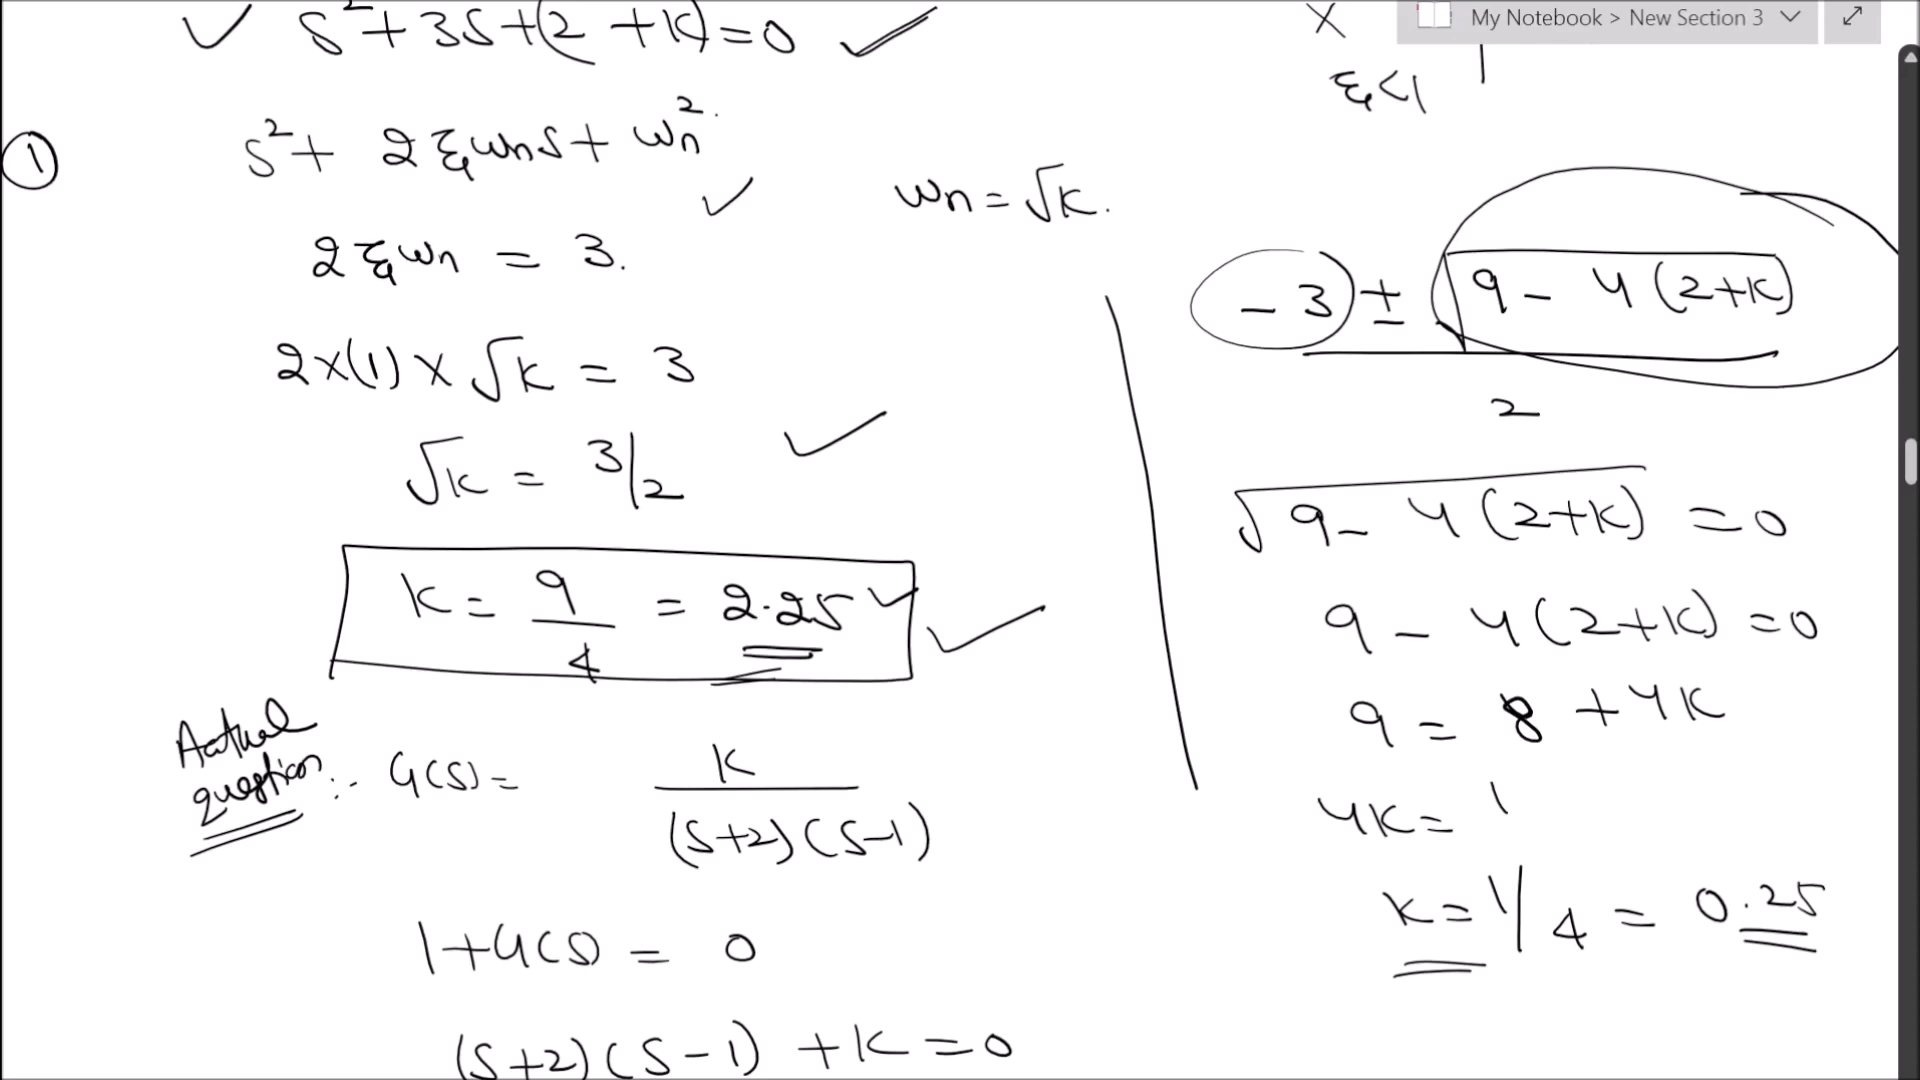 My Notebook > New Section 3
s²+3s+(2+k)=0
ξ<1
①
s²+ 2ξωns+ωn²
ωn=√k.
2ξωn = 3.
2×(1)×√k = 3
√k = 3/2
k= 9/4 = 2.25
Actual question:- G(s)= k/(s+2)(s-1)
1+G(s) = 0
(s+2)(s-1) +k=0
-3 ± √9-4(2+k) / 2
√9-4(2+k) =0
9-4(2+k)=0
9= 8+4k
4k= 1
k=1/4 = 0.25